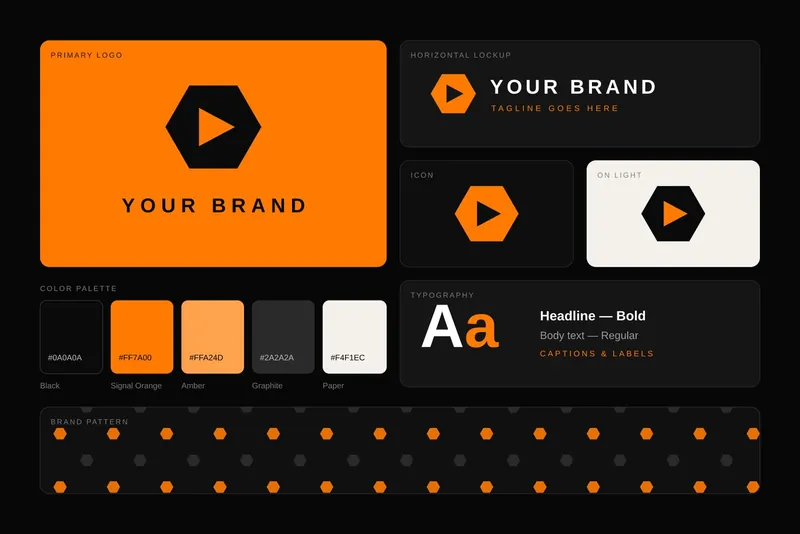 PRIMARY LOGO
YOUR BRAND
HORIZONTAL LOCKUP
YOUR BRAND
TAGLINE GOES HERE
ICON
ON LIGHT
COLOR PALETTE
#0A0A0A
#FF7A00
#FFA24D
#2A2A2A
#F4F1EC
Black
Signal Orange
Amber
Graphite
Paper
TYPOGRAPHY
Aa
Headline — Bold
Body text — Regular
CAPTIONS & LABELS
BRAND PATTERN